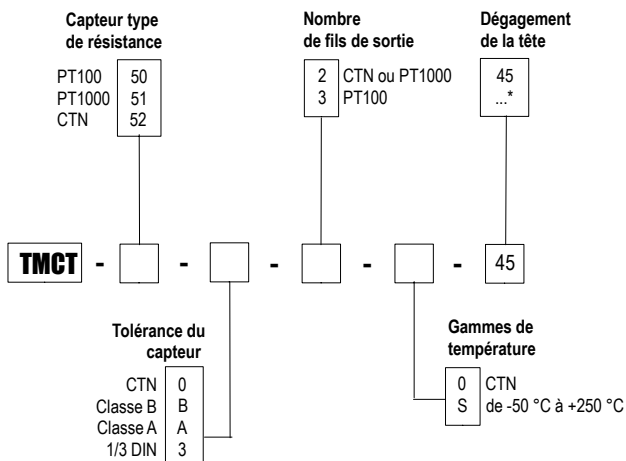 Capteur type
de résistance
PT100 50
PT1000 51
CTN 52
Nombre
de fils de sortie
2 CTN ou PT1000
3 PT100
Dégagement
de la tête
45
...*
TMCT - - - - - 45
Tolérance du
capteur
CTN 0
Classe B B
Classe A A
1/3 DIN 3
Gammes de
température
0 CTN
S de -50 °C à +250 °C